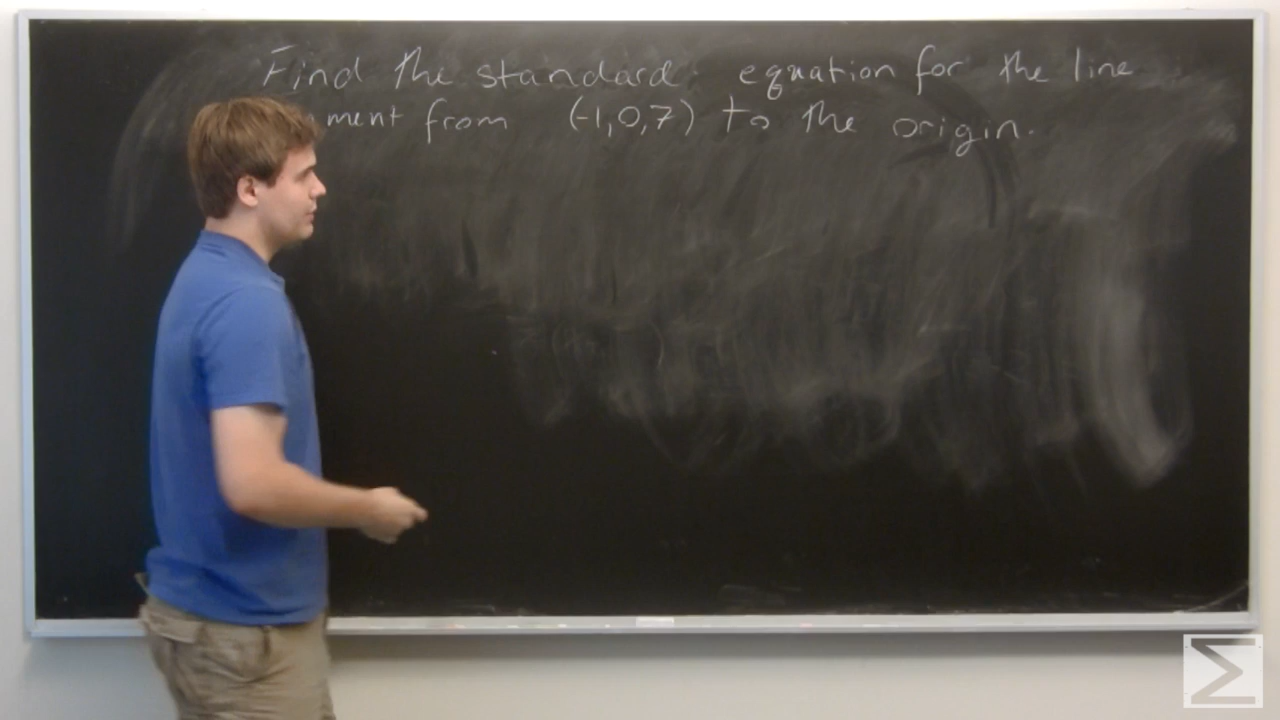 Find the standard equation for the line
ment from (-1,0,7) to the origin.